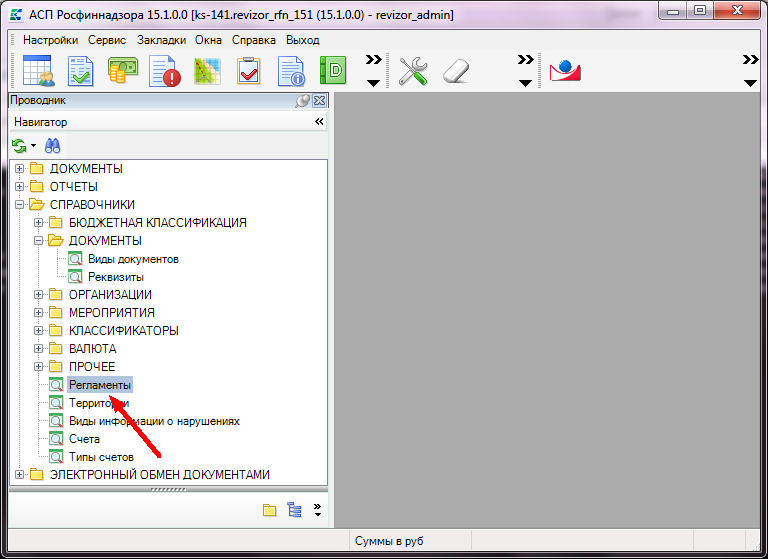 АСП Росфиннадзора 15.1.0.0 [ks-141.revizor_rfn_151 (15.1.0.0) - revizor_admin]
Настройки Сервис Закладки Окна Справка Выход
D
Проводник
Навигатор
ДОКУМЕНТЫ
ОТЧЕТЫ
СПРАВОЧНИКИ
БЮДЖЕТНАЯ КЛАССИФИКАЦИЯ
ДОКУМЕНТЫ
Виды документов
Реквизиты
ОРГАНИЗАЦИИ
МЕРОПРИЯТИЯ
КЛАССИФИКАТОРЫ
ВАЛЮТА
ПРОЧЕЕ
Регламенты
Территории
Виды информации о нарушениях
Счета
Типы счетов
ЭЛЕКТРОННЫЙ ОБМЕН ДОКУМЕНТАМИ
Суммы в руб